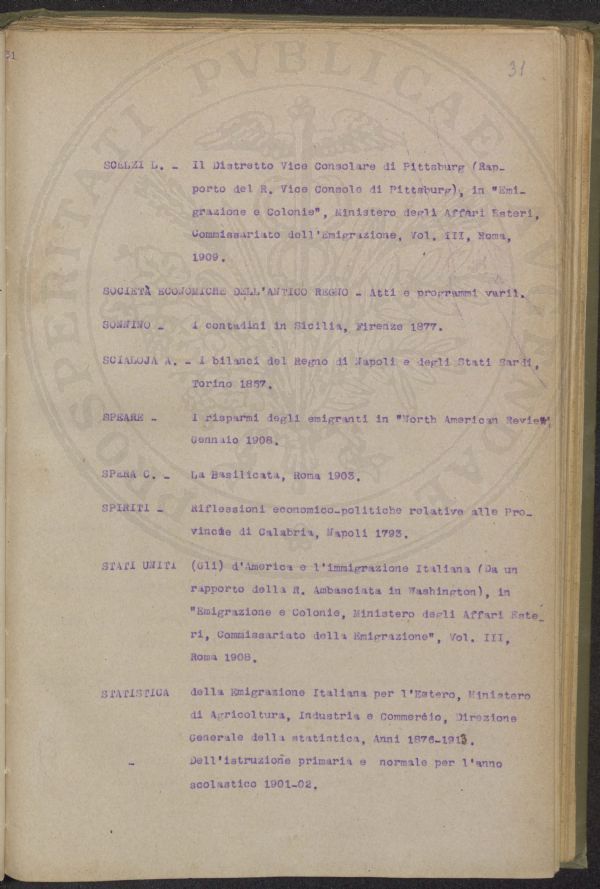 31
31
PROSPERITATI PVBLICAE AVGENDAE
SCELZI L. - Il Distretto Vice Consolare di Pittsburg (Rap-
porto del R. Vice Console di Pittsburg), in "Emi-
grazione e Colonie", Ministero degli Affari Esteri,
Commissariato dell'Emigrazione, Vol. III, Roma,
1909.
SOCIETÀ ECONOMICHE DELL'ANTICO REGNO - Atti e programmi varii.
SONNINO - I contadini in Sicilia, Firenze 1877.
SCIALOJA A. - I bilanci del Regno di Napoli e degli Stati Sardi,
Torino 1857.
SPEARE - I risparmi degli emigranti in "North American Review"
Gennaio 1908.
SPERA C. - La Basilicata, Roma 1903.
SPIRITI - Riflessioni economico-politiche relative alle Pro-
vincie di Calabria, Napoli 1793.
STATI UNITI (Gli) d'America e l'immigrazione Italiana (Da un
rapporto della R. Ambasciata in Washington), in
"Emigrazione e Colonie, Ministero degli Affari Este-
ri, Commissariato della Emigrazione", Vol. III,
Roma 1908.
STATISTICA della Emigrazione Italiana per l'Estero, Ministero
di Agricoltura, Industria e Commercio, Direzione
Generale della statistica, Anni 1876-1913.
- Dell'istruzione primaria e normale per l'anno
scolastico 1901-02.